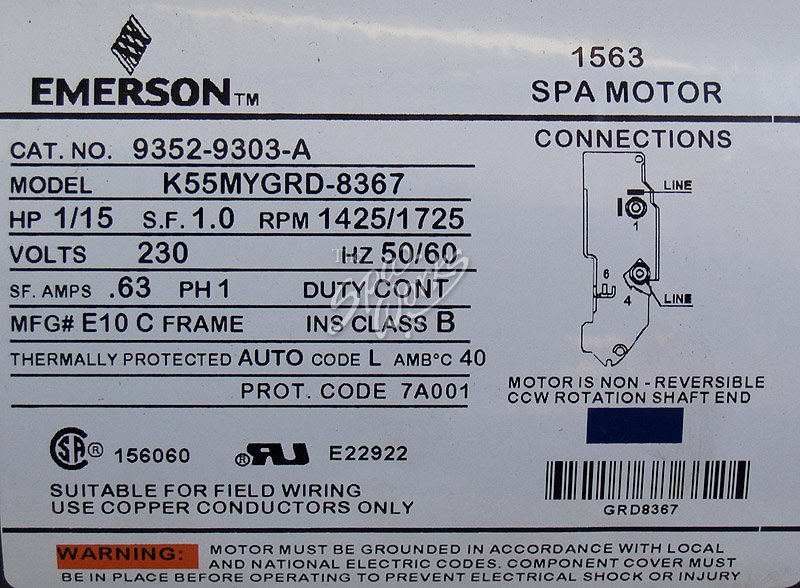 EMERSON™
1563
SPA MOTOR
CAT. NO. 9352-9303-A
MODEL K55MYGRD-8367
HP 1/15 S.F. 1.0 RPM 1425/1725
VOLTS 230 HZ 50/60
SF. AMPS .63 PH 1 DUTY CONT
MFG# E10 C FRAME INS CLASS B
THERMALLY PROTECTED AUTO CODE L AMB°C 40
PROT. CODE 7A001
CONNECTIONS
LINE
1
6
4
LINE
MOTOR IS NON - REVERSIBLE
CCW ROTATION SHAFT END
The Spa Works
SA ® 156060 ® RU E22922
SUITABLE FOR FIELD WIRING
USE COPPER CONDUCTORS ONLY
GRD8367
WARNING: MOTOR MUST BE GROUNDED IN ACCORDANCE WITH LOCAL
AND NATIONAL ELECTRIC CODES. COMPONENT COVER MUST
BE IN PLACE BEFORE OPERATING TO PREVENT ELECTRICAL SHOCK OR INJURY